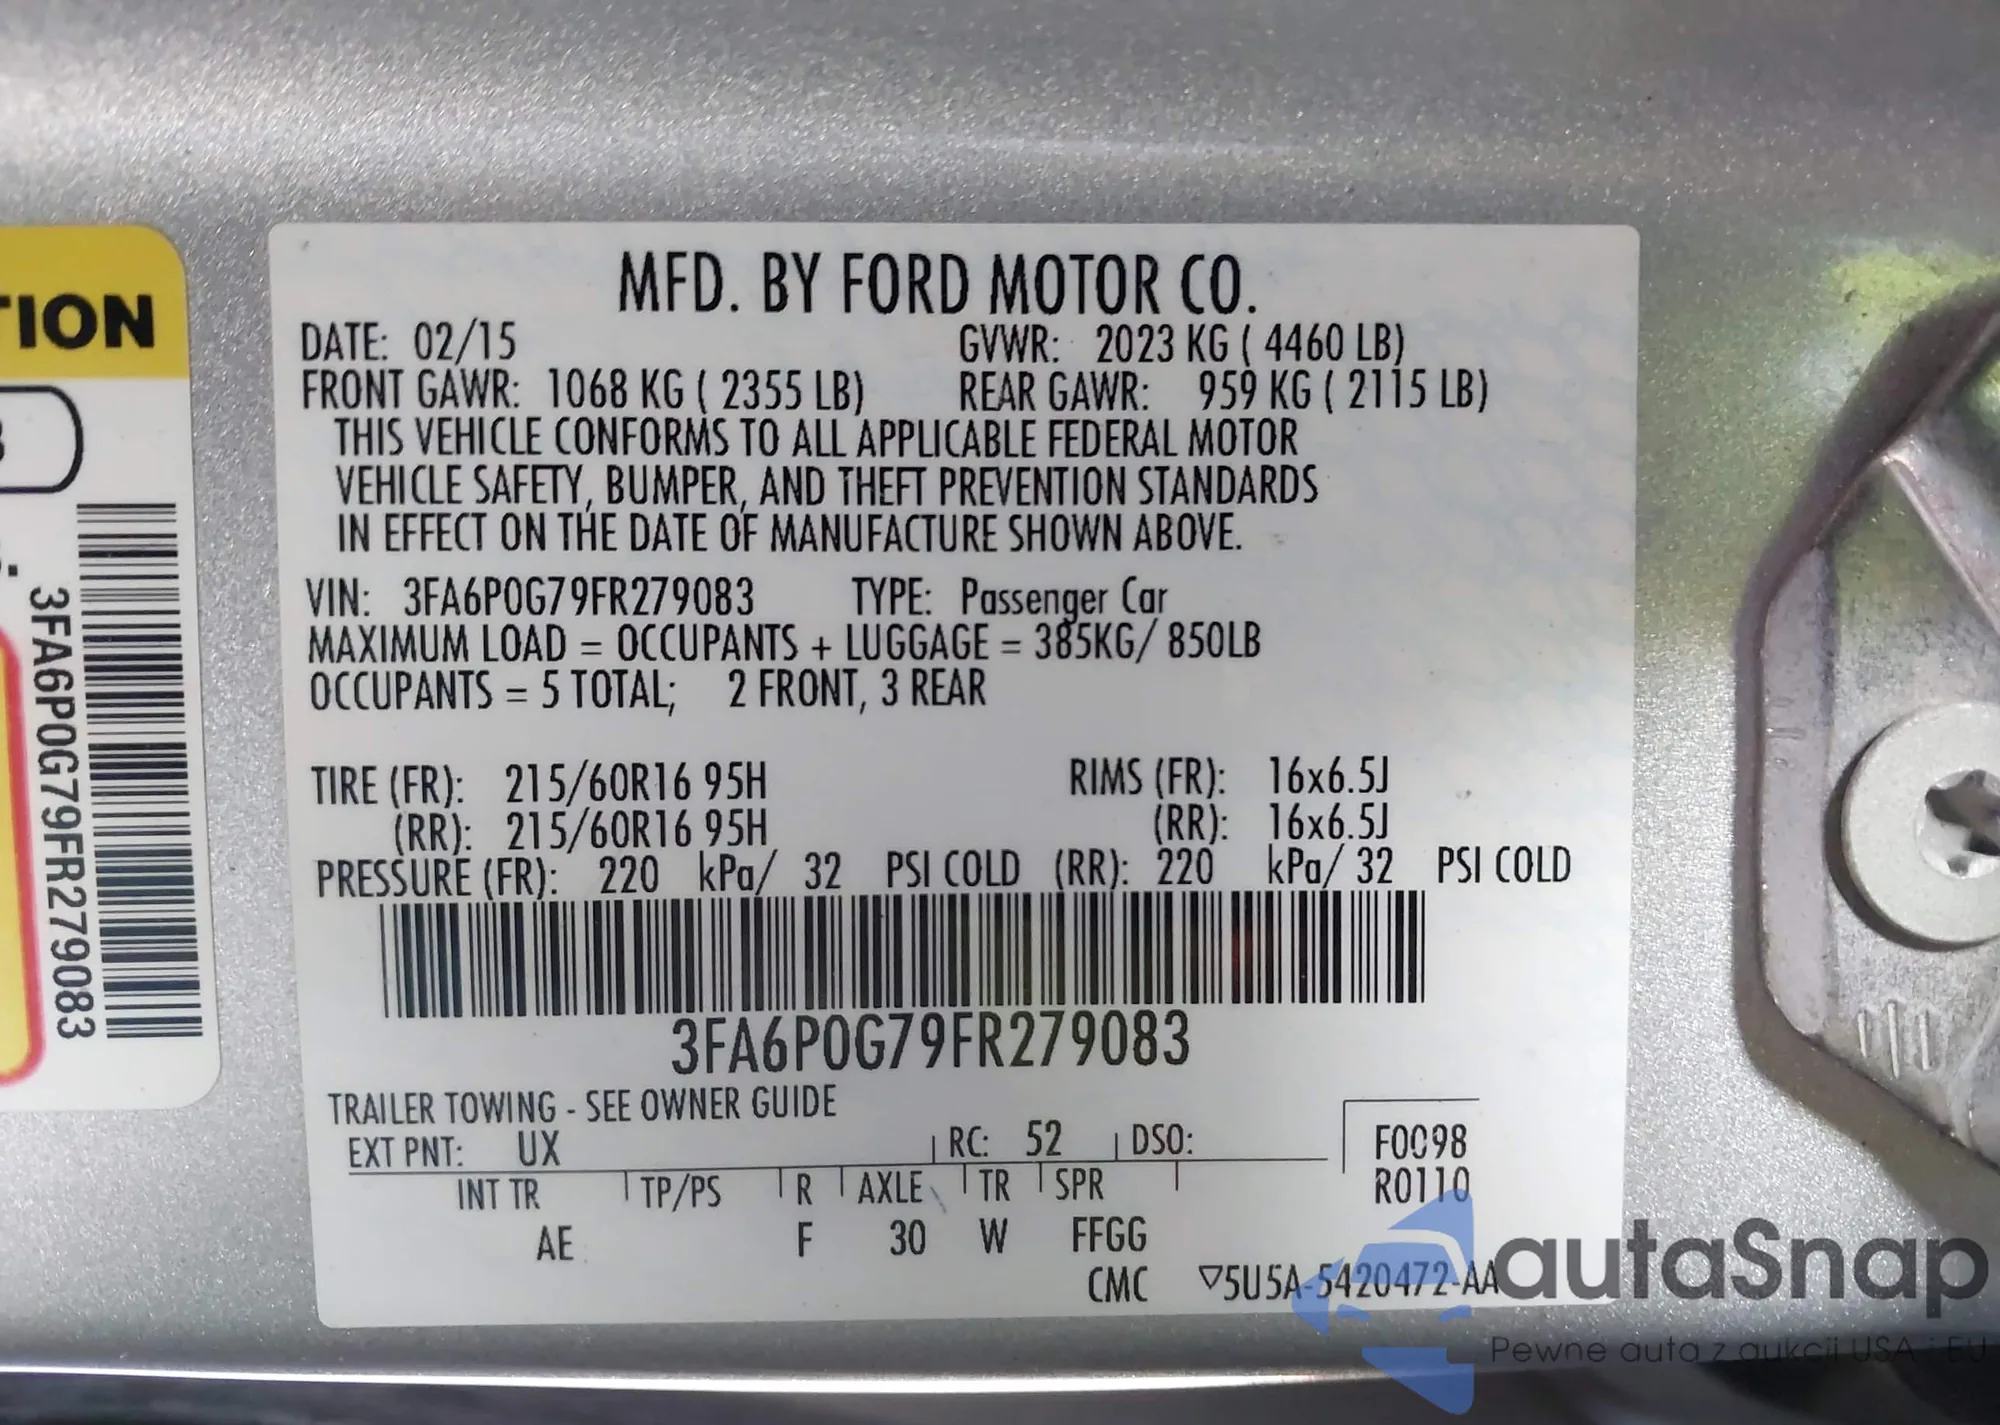 TION
3FA6P0G79FR279083
MFD. BY FORD MOTOR CO.
DATE: 02/15 GVWR: 2023 KG ( 4460 LB)
FRONT GAWR: 1068 KG ( 2355 LB) REAR GAWR: 959 KG ( 2115 LB)
THIS VEHICLE CONFORMS TO ALL APPLICABLE FEDERAL MOTOR
VEHICLE SAFETY, BUMPER, AND THEFT PREVENTION STANDARDS
IN EFFECT ON THE DATE OF MANUFACTURE SHOWN ABOVE.
VIN: 3FA6P0G79FR279083 TYPE: Passenger Car
MAXIMUM LOAD = OCCUPANTS + LUGGAGE = 385KG/ 850LB
OCCUPANTS = 5 TOTAL; 2 FRONT, 3 REAR
TIRE (FR): 215/60R16 95H RIMS (FR): 16x6.5J
(RR): 215/60R16 95H (RR): 16x6.5J
PRESSURE (FR): 220 kPa/ 32 PSI COLD (RR): 220 kPa/ 32 PSI COLD
3FA6P0G79FR279083
TRAILER TOWING - SEE OWNER GUIDE
EXT PNT: UX RC: 52 DSO: F0098
INT TR TP/PS R AXLE TR SPR R0110
AE F 30 W FFGG
CMC ▽5U5A-5420472-AA
autaSnap
Pewne auta z aukcji USA i EU